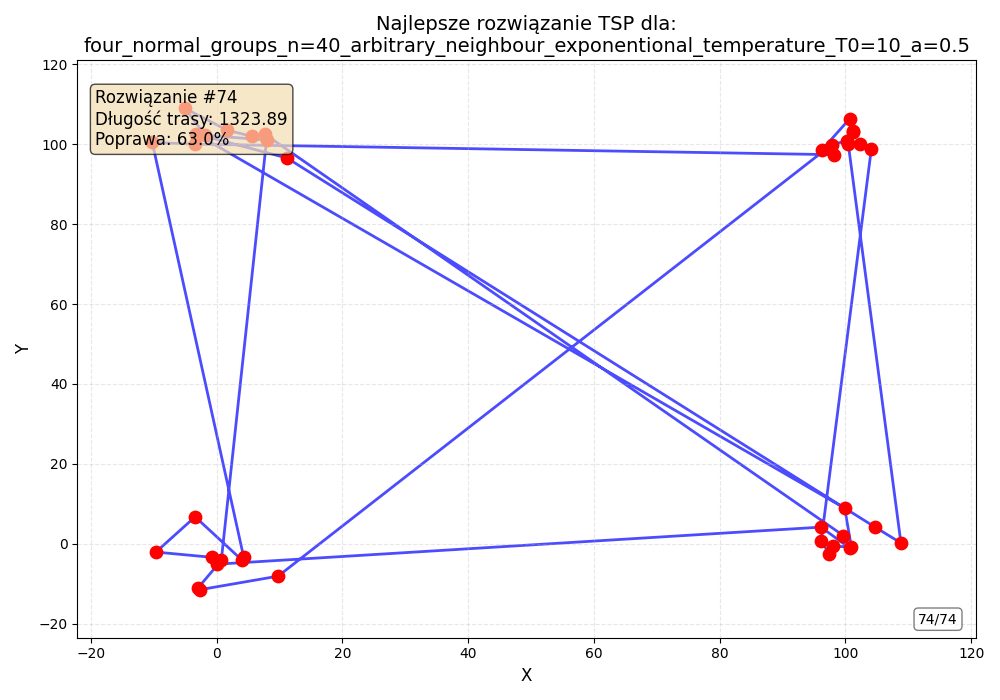 Najlepsze rozwiązanie TSP dla:
four_normal_groups_n=40_arbitrary_neighbour_exponentional_temperature_T0=10_a=0.5
Rozwiązanie #74
Długość trasy: 1323.89
Poprawa: 63.0%
120
100
80
60
40
20
0
−20
Y
74/74
−20
0
20
40
60
80
100
120
X